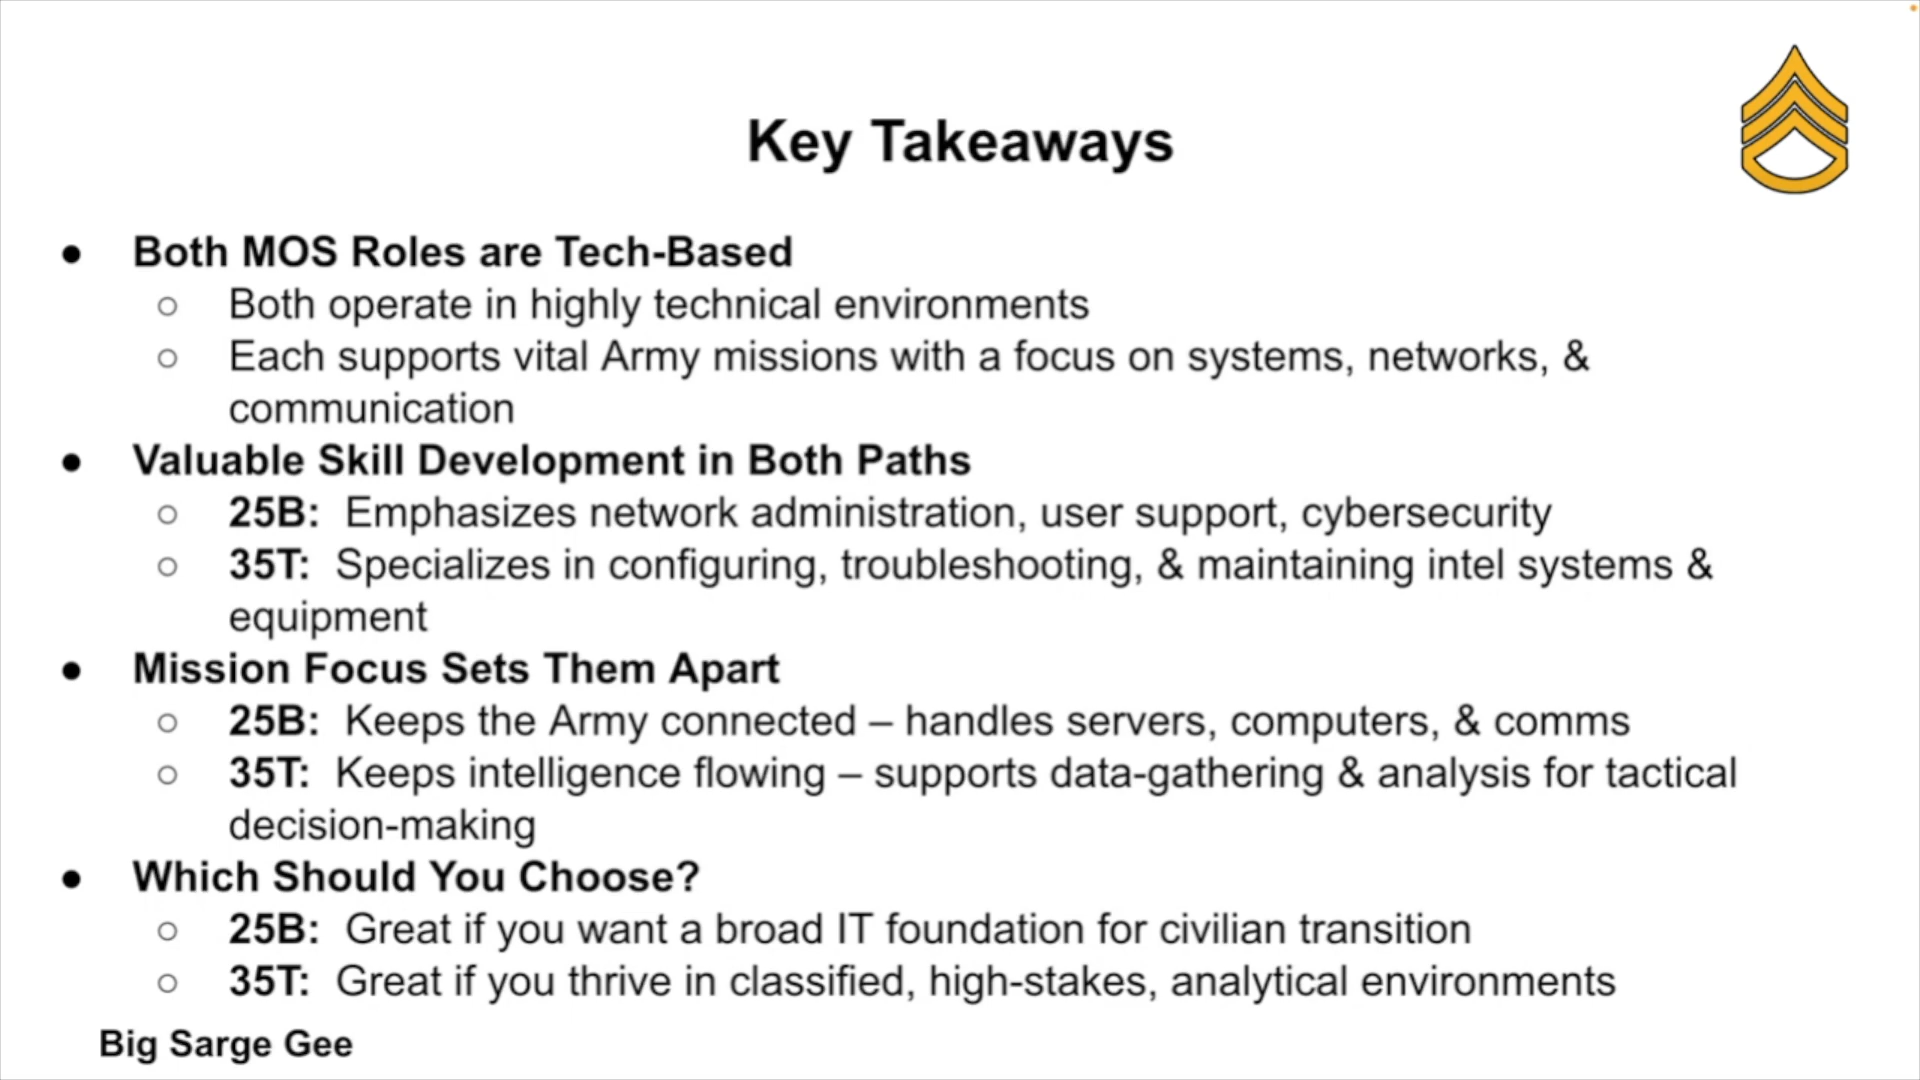 Key Takeaways
● Both MOS Roles are Tech-Based
○ Both operate in highly technical environments
○ Each supports vital Army missions with a focus on systems, networks, &
communication
● Valuable Skill Development in Both Paths
○ 25B: Emphasizes network administration, user support, cybersecurity
○ 35T: Specializes in configuring, troubleshooting, & maintaining intel systems &
equipment
● Mission Focus Sets Them Apart
○ 25B: Keeps the Army connected – handles servers, computers, & comms
○ 35T: Keeps intelligence flowing – supports data-gathering & analysis for tactical
decision-making
● Which Should You Choose?
○ 25B: Great if you want a broad IT foundation for civilian transition
○ 35T: Great if you thrive in classified, high-stakes, analytical environments
Big Sarge Gee